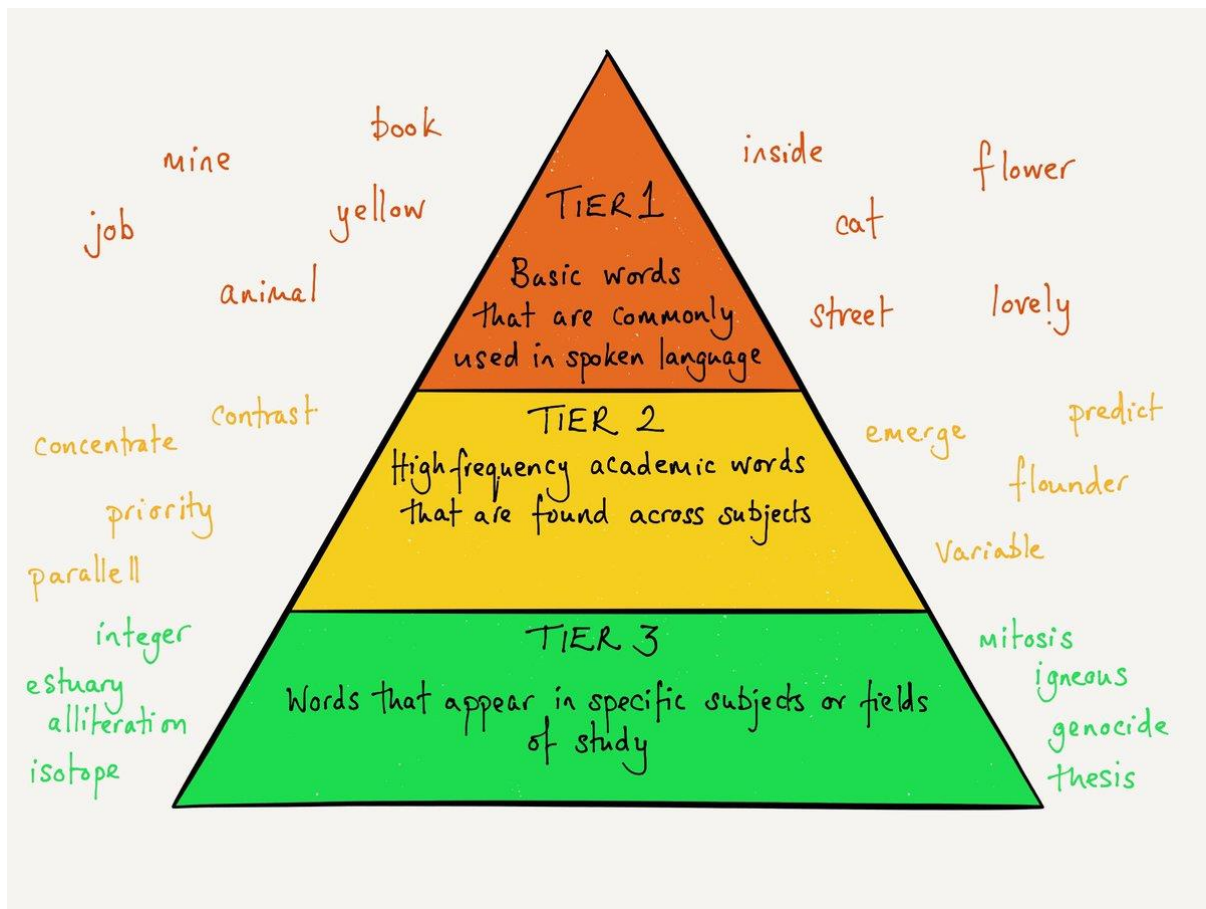 book
mine
job
yellow
animal
inside
flower
cat
street
lovely
TIER 1
Basic words
that are commonly
used in spoken language
contrast
concentrate
priority
parallell
predict
emerge
flounder
variable
TIER 2
High-frequency academic words
that are found across subjects
integer
estuary
alliteration
isotope
mitosis
igneous
genocide
thesis
TIER 3
Words that appear in specific subjects or fields
of study